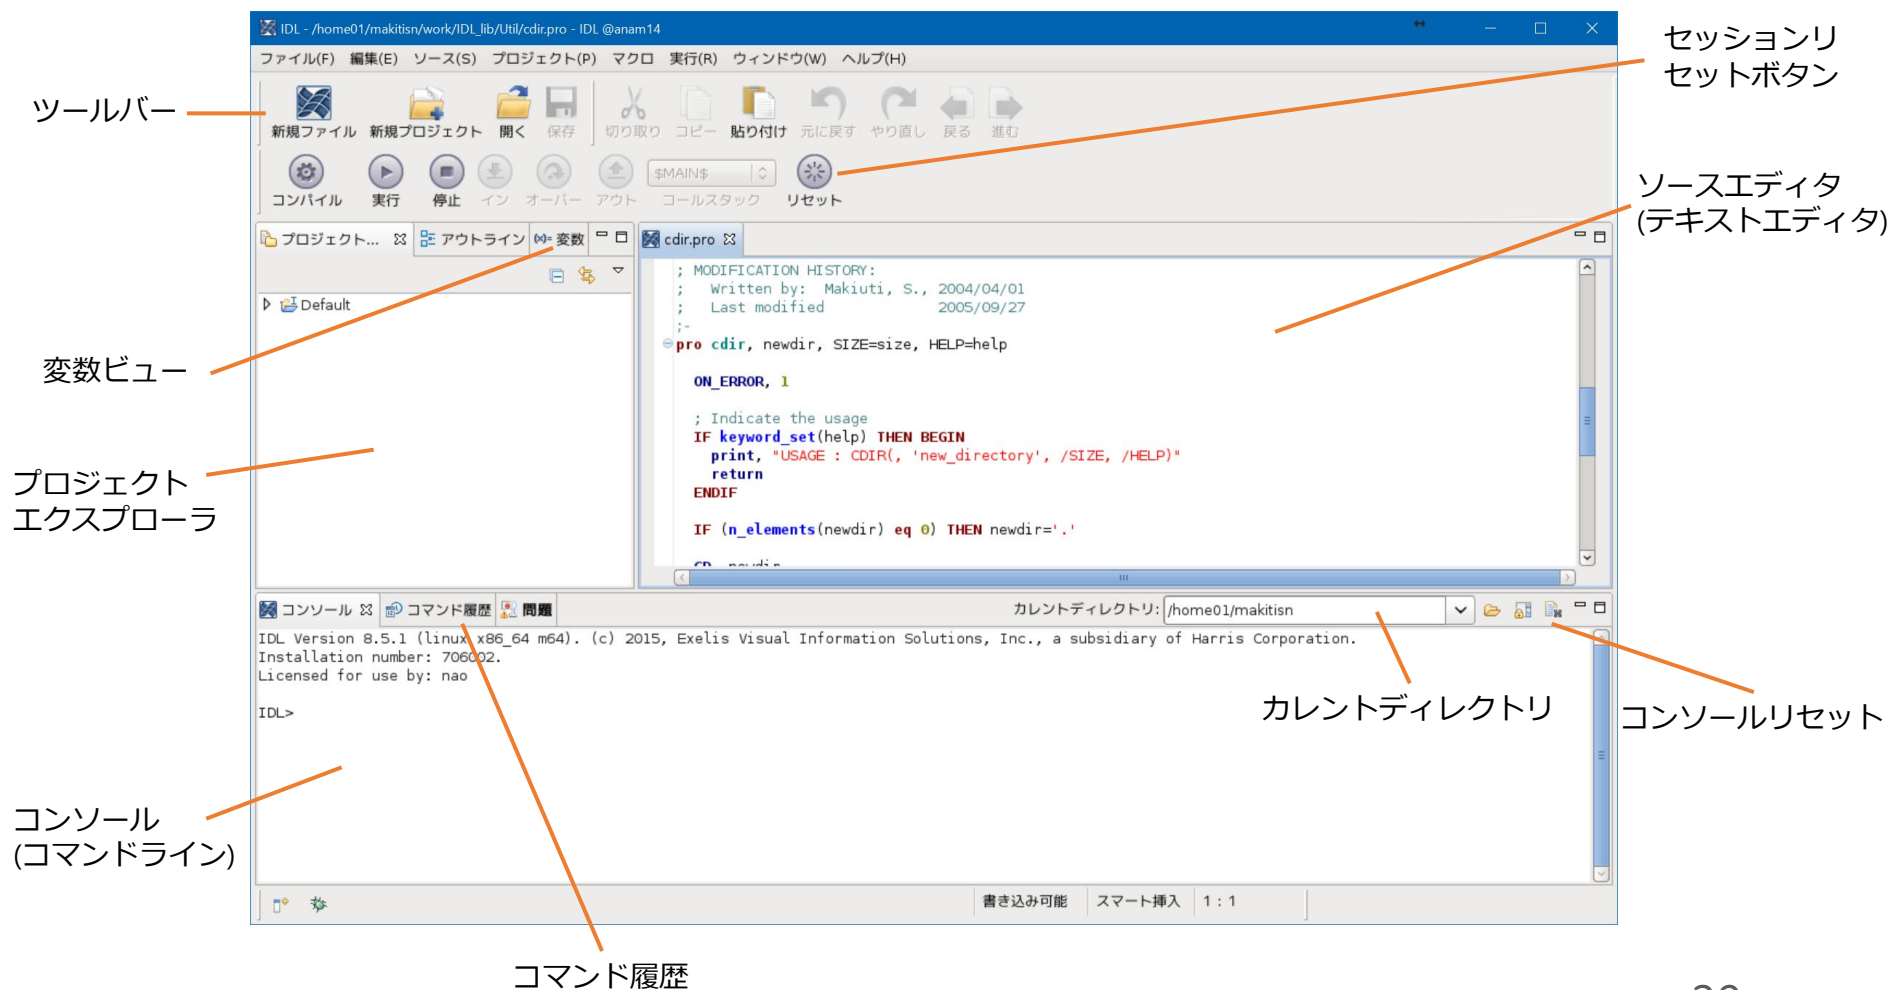 IDL - /home01/makitisn/work/IDL_lib/Util/cdir.pro - IDL @anam14
ファイル(F) 編集(E) ソース(S) プロジェクト(P) マクロ 実行(R) ウィンドウ(W) ヘルプ(H)
セッションリ
セットボタン
ツールバー
新規ファイル 新規プロジェクト 開く 保存 切り取り コピー 貼り付け 元に戻す やり直し 戻る 進む
$MAIN$
コンパイル 実行 停止 イン オーバー アウト コールスタック リセット
ソースエディタ
(テキストエディタ)
プロジェクト... アウトライン (x)= 変数
cdir.pro
Default
; MODIFICATION HISTORY:
;   Written by:  Makiuti, S., 2004/04/01
;   Last modified             2005/09/27
;-
pro cdir, newdir, SIZE=size, HELP=help
ON_ERROR, 1
; Indicate the usage
IF keyword_set(help) THEN BEGIN
print, "USAGE : CDIR(, 'new_directory', /SIZE, /HELP)"
return
ENDIF
IF (n_elements(newdir) eq 0) THEN newdir='.'
CD, newdir
変数ビュー
プロジェクト
エクスプローラ
コンソール コマンド履歴 問題
カレントディレクトリ: /home01/makitisn
IDL Version 8.5.1 (linux x86_64 m64). (c) 2015, Exelis Visual Information Solutions, Inc., a subsidiary of Harris Corporation.
Installation number: 706002.
Licensed for use by: nao
IDL>
カレントディレクトリ
コンソールリセット
コンソール
(コマンドライン)
書き込み可能 スマート挿入 1 : 1
コマンド履歴